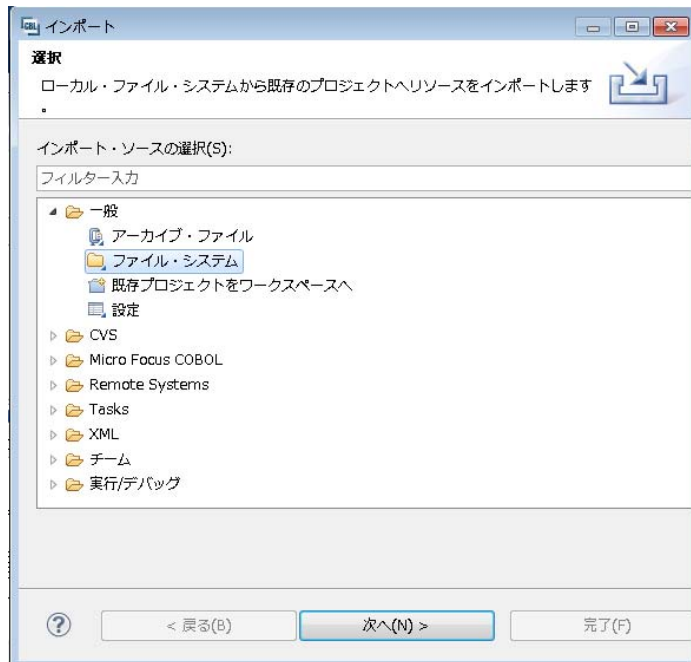 CBL インポート
選択
ローカル・ファイル・システムから既存のプロジェクトへリソースをインポートします
。
インポート・ソースの選択(S):
フィルター入力
一般
アーカイブ・ファイル
ファイル・システム
既存プロジェクトをワークスペースへ
設定
CVS
Micro Focus COBOL
Remote Systems
Tasks
XML
チーム
実行/デバッグ
? < 戻る(B) 次へ(N) > 完了(F)